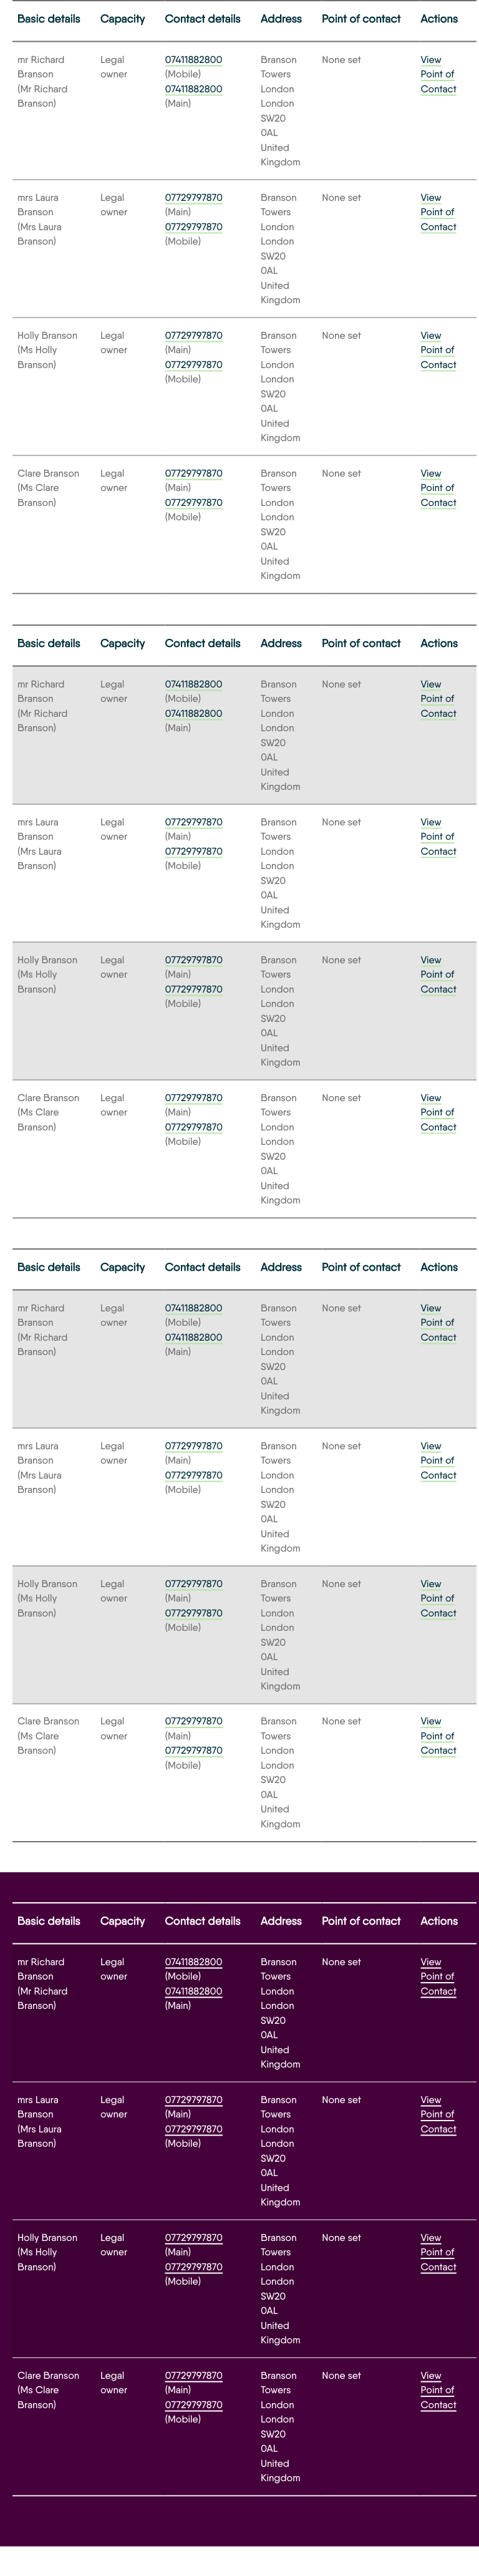 Basic details Capacity Contact details Address Point of contact Actions
mr Richard Legal 07411882800 Branson None set View
Branson owner (Mobile) Towers Point of
(Mr Richard 07411882800 London Contact
Branson) (Main) London
SW20
0AL
United
Kingdom
mrs Laura Legal 07729797870 Branson None set View
Branson owner (Main) Towers Point of
(Mrs Laura 07729797870 London Contact
Branson) (Mobile) London
SW20
0AL
United
Kingdom
Holly Branson Legal 07729797870 Branson None set View
(Ms Holly owner (Main) Towers Point of
Branson) 07729797870 London Contact
(Mobile) London
SW20
0AL
United
Kingdom
Clare Branson Legal 07729797870 Branson None set View
(Ms Clare owner (Main) Towers Point of
Branson) 07729797870 London Contact
(Mobile) London
SW20
0AL
United
Kingdom
Basic details Capacity Contact details Address Point of contact Actions
mr Richard Legal 07411882800 Branson None set View
Branson owner (Mobile) Towers Point of
(Mr Richard 07411882800 London Contact
Branson) (Main) London
SW20
0AL
United
Kingdom
mrs Laura Legal 07729797870 Branson None set View
Branson owner (Main) Towers Point of
(Mrs Laura 07729797870 London Contact
Branson) (Mobile) London
SW20
0AL
United
Kingdom
Holly Branson Legal 07729797870 Branson None set View
(Ms Holly owner (Main) Towers Point of
Branson) 07729797870 London Contact
(Mobile) London
SW20
0AL
United
Kingdom
Clare Branson Legal 07729797870 Branson None set View
(Ms Clare owner (Main) Towers Point of
Branson) 07729797870 London Contact
(Mobile) London
SW20
0AL
United
Kingdom
Basic details Capacity Contact details Address Point of contact Actions
mr Richard Legal 07411882800 Branson None set View
Branson owner (Mobile) Towers Point of
(Mr Richard 07411882800 London Contact
Branson) (Main) London
SW20
0AL
United
Kingdom
mrs Laura Legal 07729797870 Branson None set View
Branson owner (Main) Towers Point of
(Mrs Laura 07729797870 London Contact
Branson) (Mobile) London
SW20
0AL
United
Kingdom
Holly Branson Legal 07729797870 Branson None set View
(Ms Holly owner (Main) Towers Point of
Branson) 07729797870 London Contact
(Mobile) London
SW20
0AL
United
Kingdom
Clare Branson Legal 07729797870 Branson None set View
(Ms Clare owner (Main) Towers Point of
Branson) 07729797870 London Contact
(Mobile) London
SW20
0AL
United
Kingdom
Basic details Capacity Contact details Address Point of contact Actions
mr Richard Legal 07411882800 Branson None set View
Branson owner (Mobile) Towers Point of
(Mr Richard 07411882800 London Contact
Branson) (Main) London
SW20
0AL
United
Kingdom
mrs Laura Legal 07729797870 Branson None set View
Branson owner (Main) Towers Point of
(Mrs Laura 07729797870 London Contact
Branson) (Mobile) London
SW20
0AL
United
Kingdom
Holly Branson Legal 07729797870 Branson None set View
(Ms Holly owner (Main) Towers Point of
Branson) 07729797870 London Contact
(Mobile) London
SW20
0AL
United
Kingdom
Clare Branson Legal 07729797870 Branson None set View
(Ms Clare owner (Main) Towers Point of
Branson) 07729797870 London Contact
(Mobile) London
SW20
0AL
United
Kingdom